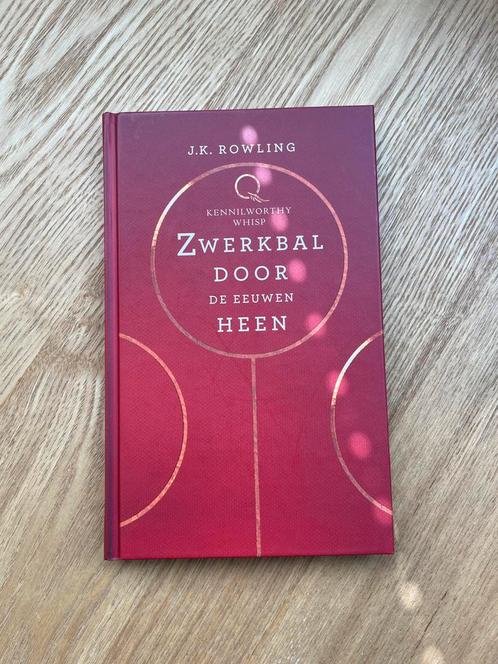 J.K. ROWLING
KENNILWORTHY
WHISP
ZWERKBAL
DOOR
DE EEUWEN
HEEN